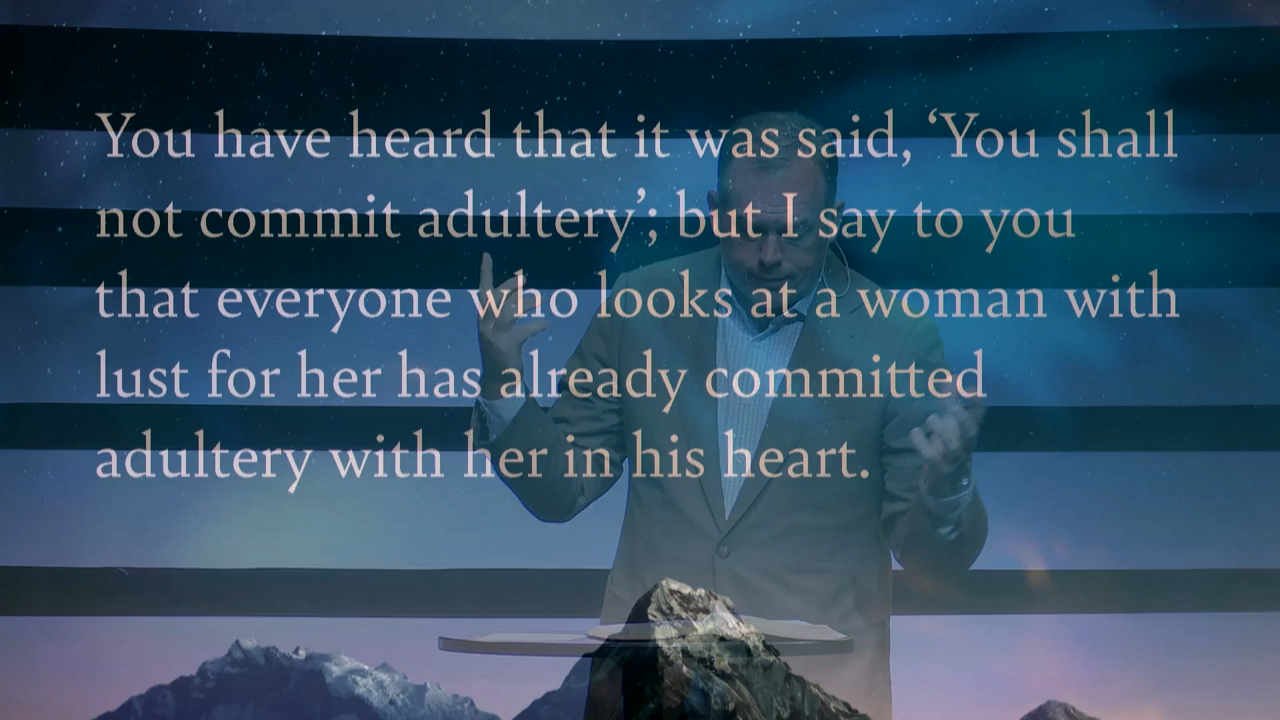 You have heard that it was said, ‘You shall
not commit adultery’; but I say to you
that everyone who looks at a woman with
lust for her has already committed
adultery with her in his heart.